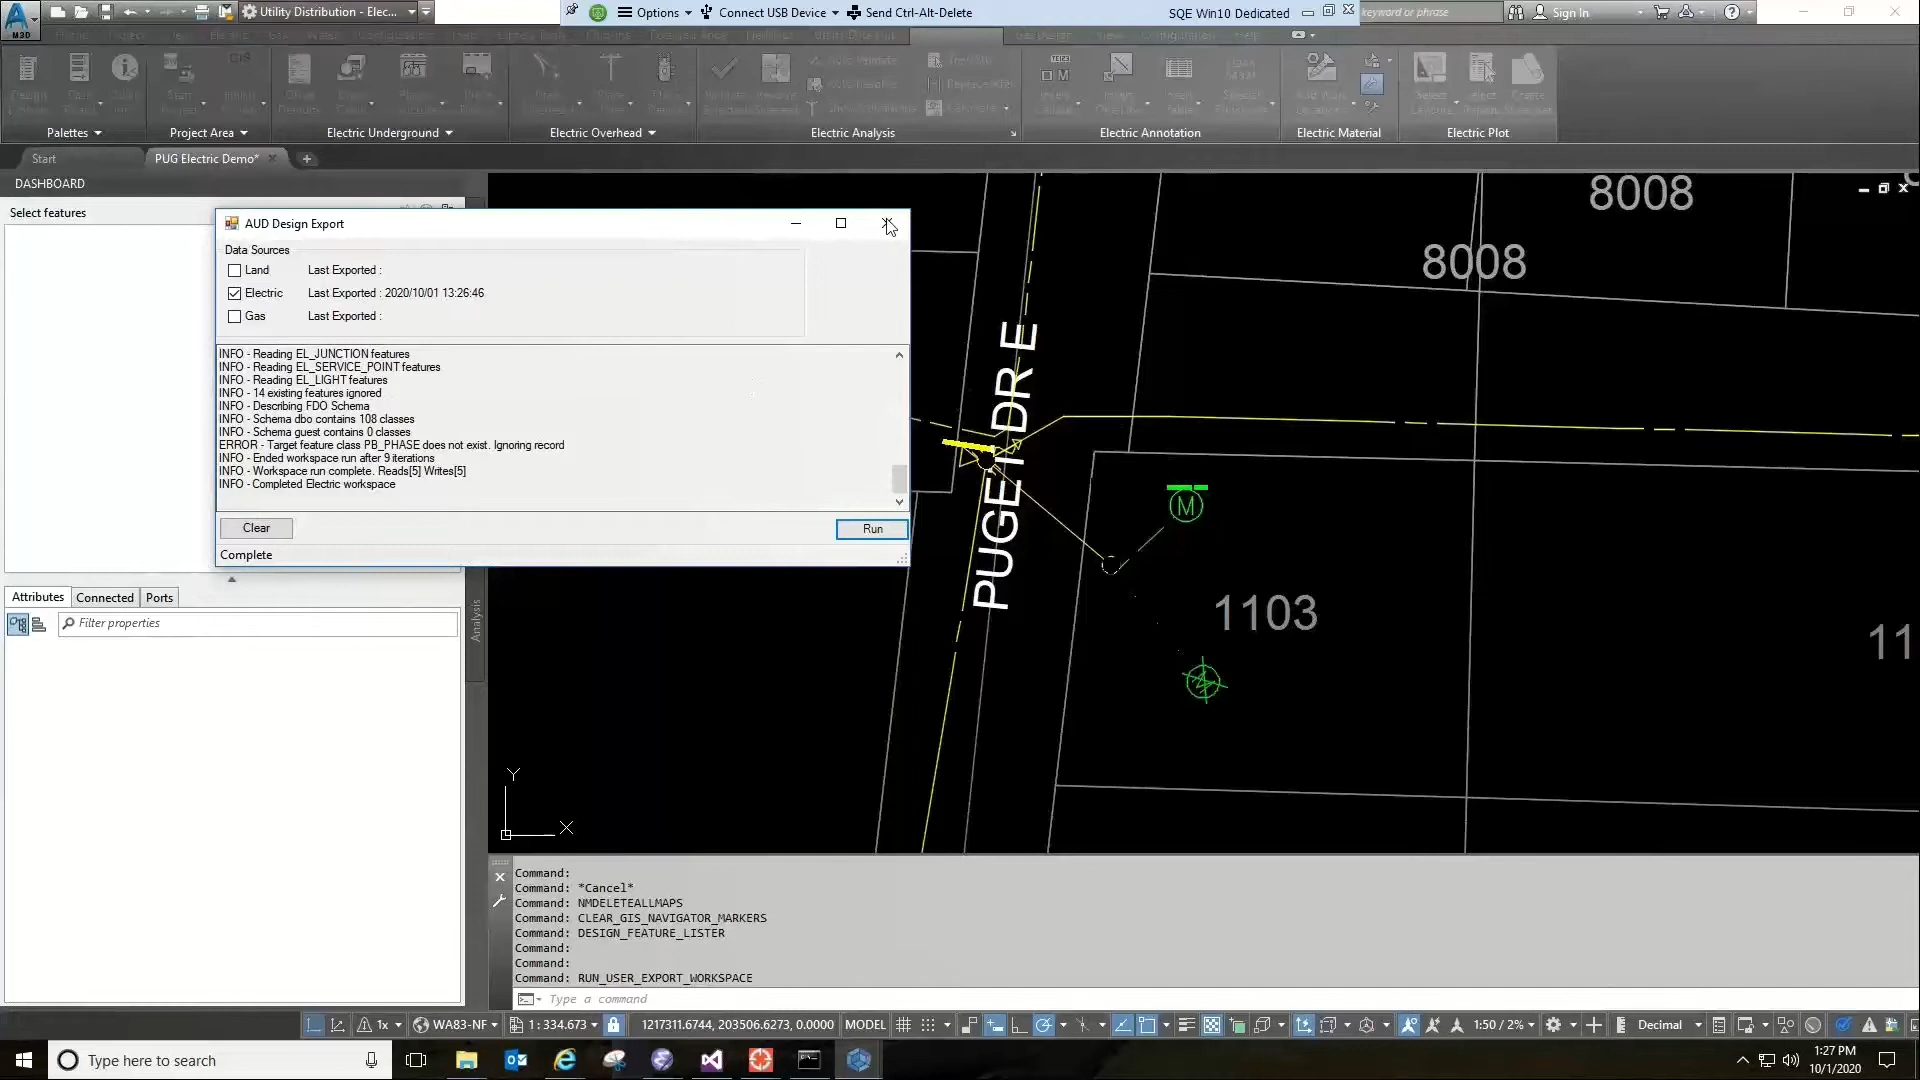 Utility Distribution - Elec...
Options
Connect USB Device
Send Ctrl-Alt-Delete
SQE Win10 Dedicated
keyword or phrase
Sign In
M3D
Palettes
Project Area
Electric Underground
Electric Overhead
Electric Analysis
Electric Annotation
Electric Material
Electric Plot
Start
PUG Electric Demo*
DASHBOARD
Select features
AUD Design Export
Data Sources
Land Last Exported :
Electric Last Exported : 2020/10/01 13:26:46
Gas Last Exported :
INFO - Reading EL_JUNCTION features
INFO - Reading EL_SERVICE_POINT features
INFO - Reading EL_LIGHT features
INFO - 14 existing features ignored
INFO - Describing FDO Schema
INFO - Schema dbo contains 108 classes
INFO - Schema guest contains 0 classes
ERROR - Target feature class PB_PHASE does not exist. Ignoring record
INFO - Ended workspace run after 9 iterations
INFO - Workspace run complete. Reads[5] Writes[5]
INFO - Completed Electric workspace
Clear
Run
Complete
Attributes
Connected
Ports
Filter properties
Analysis
8008
8008
PUGET DR E
M
1103
11
Y
X
Command:
Command: *Cancel*
Command: NMDELETEALLMAPS
Command: CLEAR_GIS_NAVIGATOR_MARKERS
Command: DESIGN_FEATURE_LISTER
Command:
Command:
Command: RUN_USER_EXPORT_WORKSPACE
Type a command
1x
WA83-NF
1 : 334.673
1217311.6744, 203506.6273, 0.0000
MODEL
1:50 / 2%
Decimal
Type here to search
1:27 PM
10/1/2020